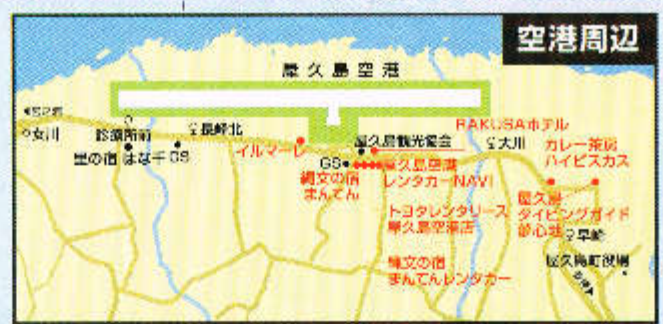 空港周辺
屋久島空港
女川
診療所前
里の宿 はな千
GS
長峰北
イルマーレ
屋久島観光協会
RAKUSAホテル
大川
カレー茶房
ハイビスカス
GS
縄文の宿
まんてん
屋久島空港
レンタカーNAVI
トヨタレンタリース
屋久島空港店
縄文の宿
まんてんレンタカー
屋久島
ダイビングガイド
早崎
屋久島町役場